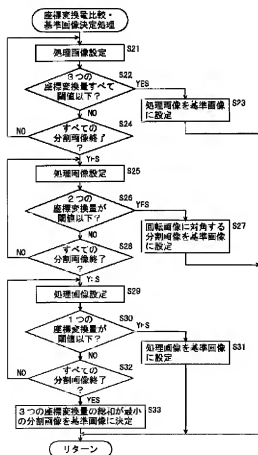 座標変換量比較・
基準画像決定処理
処理画像設定 S21
S22
3つの
座標変換量すべて
閾値以下?
YES
処理画像を基準画像
に設定
S23
NO
S24
すべての
分割画像終了
?
NO
YES
処理画像設定 S25
S26
2つの
座標変換量が
閾値以下?
YES
回転画像に対角する
分割画像を基準画像
に設定
S27
NO
S28
すべての
分割画像終了
?
NO
YES
処理画像設定 S29
S30
1つの
座標変換量が
閾値以下?
YES
処理画像を基準画像
に設定
S31
NO
S32
すべての
分割画像終了
?
NO
YES
3つの座標変換量の総和が最小
の分割画像を基準画像に決定
S33
リターン